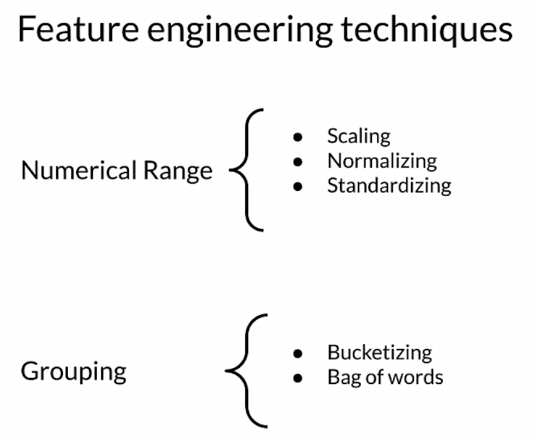 Feature engineering techniques
Numerical Range
• Scaling
• Normalizing
• Standardizing
Grouping
• Bucketizing
• Bag of words